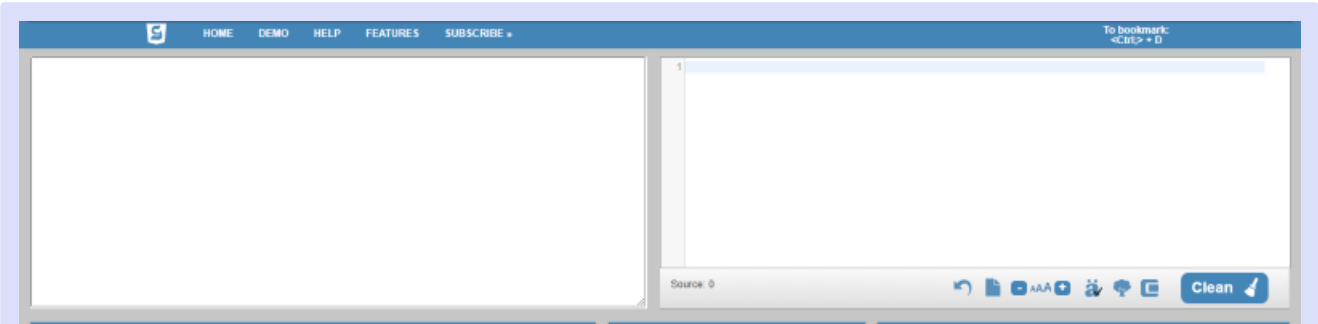 HOME DEMO HELP FEATURES SUBSCRIBE »
To bookmark:
<Ctrl;> + D
1
Source: 0
- AAA +
ä
Clean